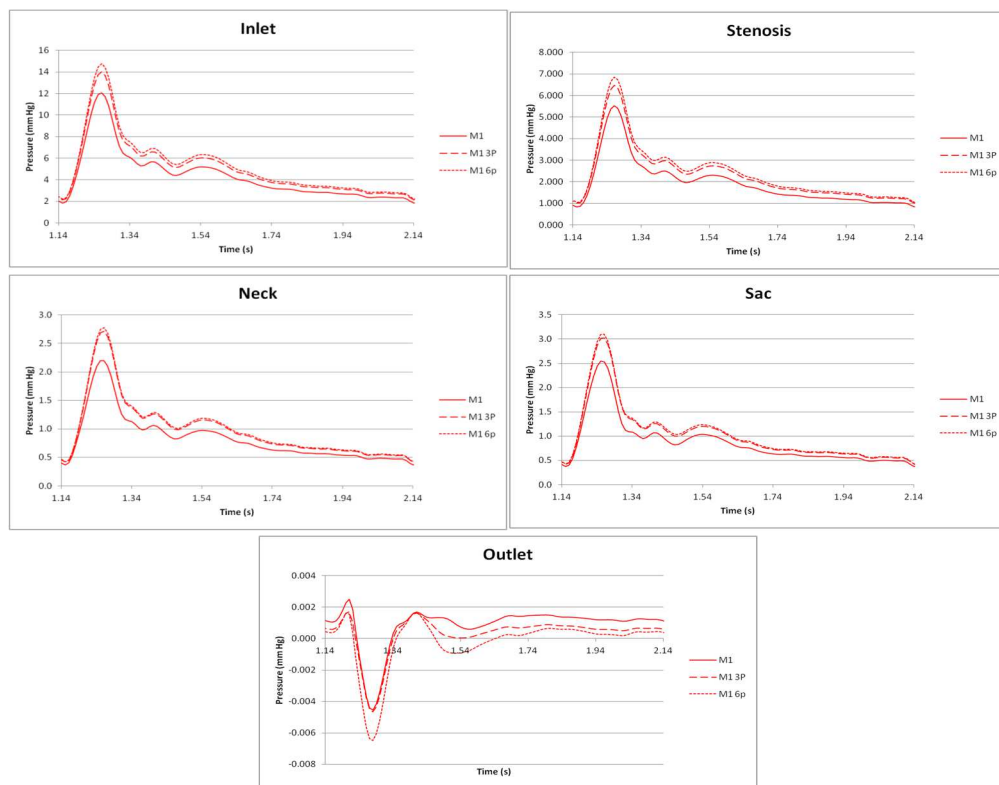 Inlet
Pressure (mm Hg)
16
14
12
10
8
6
4
2
0
1.14 1.34 1.54 1.74 1.94 2.14
Time (s)
M1
M1 3P
M1 6p
Stenosis
Pressure (mm Hg)
8.000
7.000
6.000
5.000
4.000
3.000
2.000
1.000
0.000
1.14 1.34 1.54 1.74 1.94 2.14
Time (s)
M1
M1 3P
M1 6p
Neck
Pressure (mm Hg)
3.0
2.5
2.0
1.5
1.0
0.5
0.0
1.14 1.34 1.54 1.74 1.94 2.14
Time (s)
M1
M1 3P
M1 6p
Sac
Pressure (mm Hg)
3.5
3.0
2.5
2.0
1.5
1.0
0.5
0.0
1.14 1.34 1.54 1.74 1.94 2.14
Time (s)
M1
M1 3P
M1 6p
Outlet
Pressure (mm Hg)
0.004
0.002
0.000
-0.002
-0.004
-0.006
-0.008
1.14 1.34 1.54 1.74 1.94 2.14
Time (s)
M1
M1 3P
M1 6p